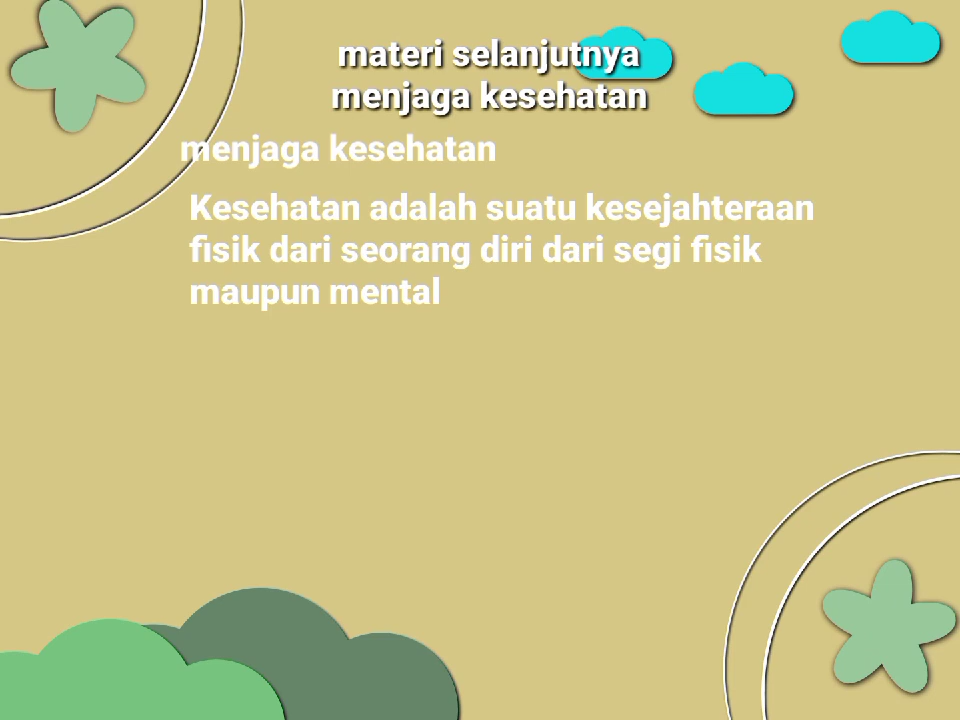 materi selanjutnya
menjaga kesehatan
menjaga kesehatan
Kesehatan adalah suatu kesejahteraan
fisik dari seorang diri dari segi fisik
maupun mental